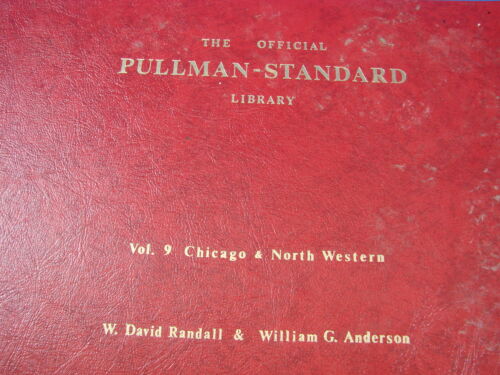 THE OFFICIAL
PULLMAN-STANDARD
LIBRARY
Vol. 9 Chicago & North Western
W. David Randall & William G. Anderson